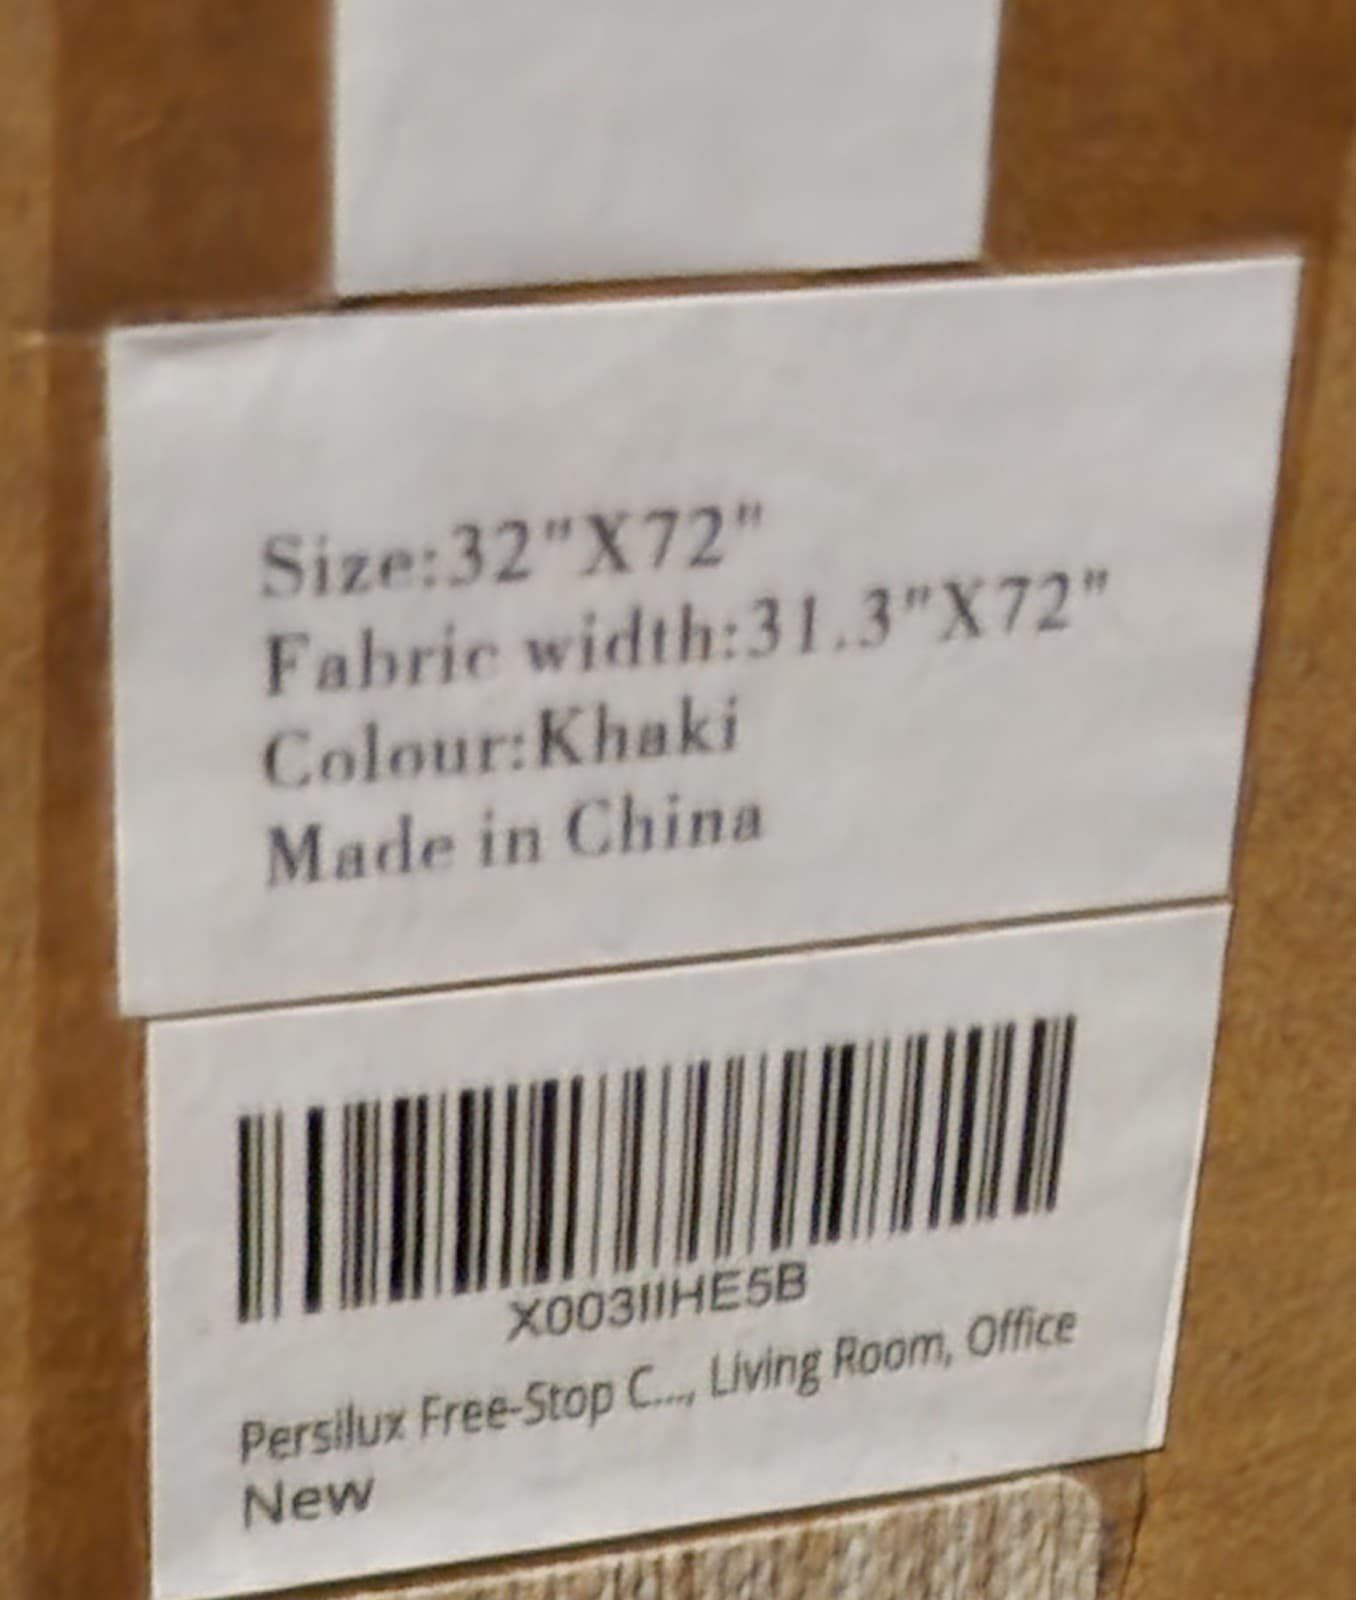 Size:32"X72"
Fabric width:31.3"X72"
Colour:Khaki
Made in China
X003IIHE5B
Persilux Free-Stop C..., Living Room, Office
New